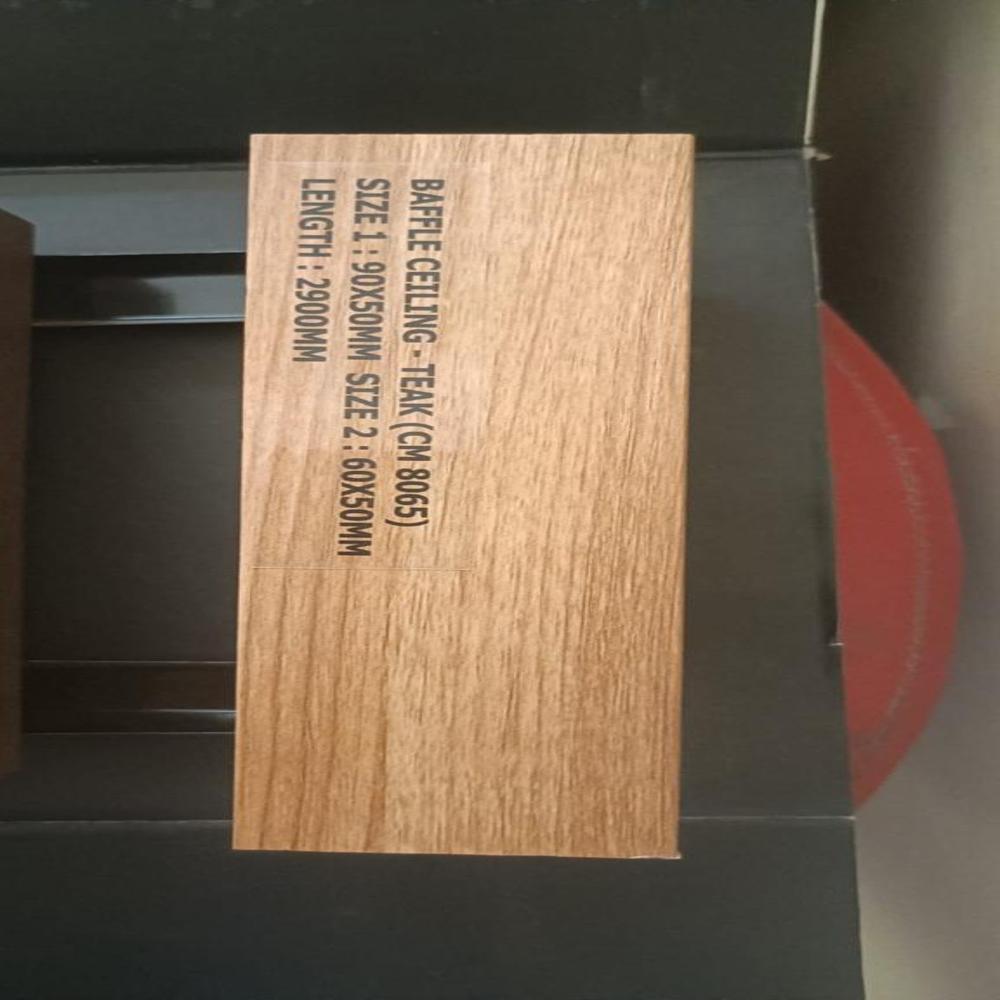 BAFFLE CEILING - TEAK (CM 8065)
SIZE 1 : 90X50MM SIZE 2 : 60X50MM
LENGTH : 2900MM